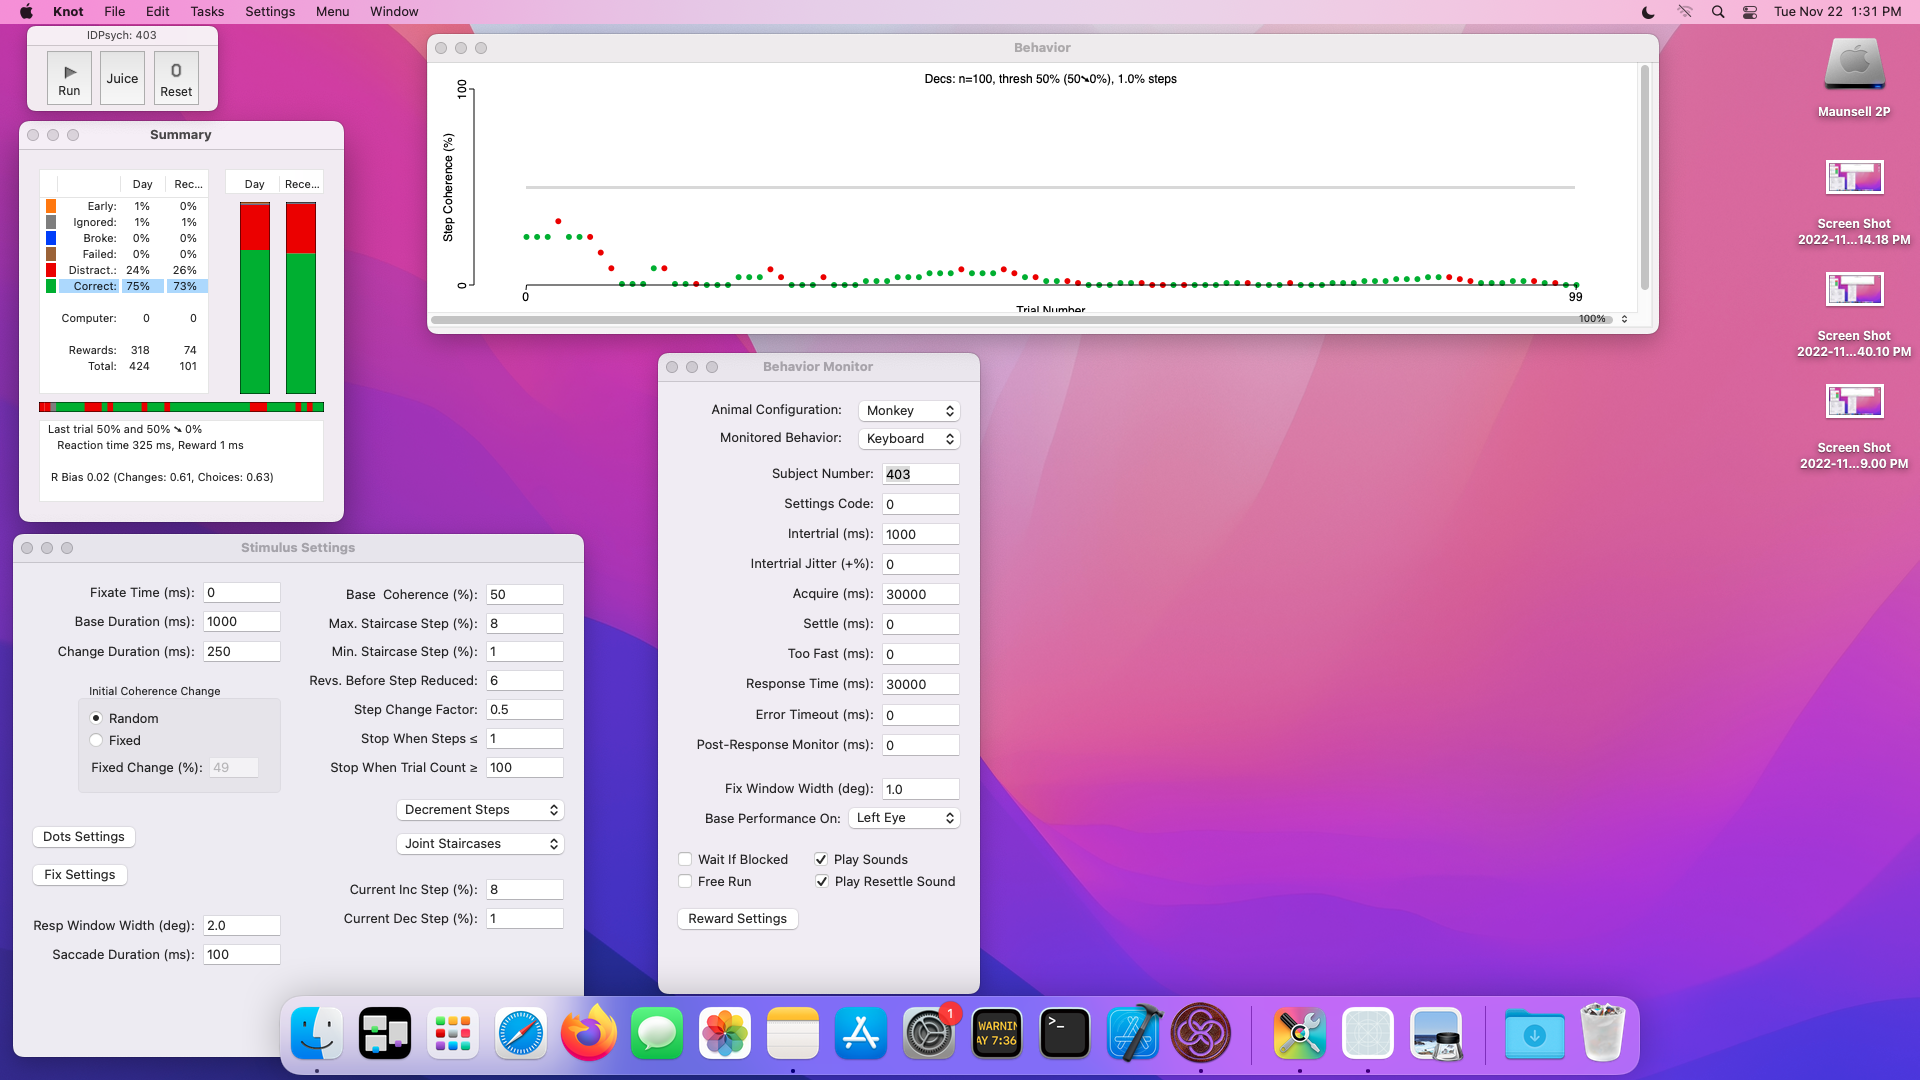 Knot File Edit Tasks Settings Menu Window
Tue Nov 22 1:31 PM
IDPsych: 403
Run
Juice
0
Reset
Summary
Day Rec...
Early: 1% 0%
Ignored: 1% 1%
Broke: 0% 0%
Failed: 0% 0%
Distract.: 24% 26%
Correct: 75% 73%
Computer: 0 0
Rewards: 318 74
Total: 424 101
Day Rece...
Last trial 50% and 50% ➘ 0%
Reaction time 325 ms, Reward 1 ms
R Bias 0.02 (Changes: 0.61, Choices: 0.63)
Behavior
Decs: n=100, thresh 50% (50➘0%), 1.0% steps
Step Coherence (%)
100
0
0
99
Trial Number
100%
Stimulus Settings
Fixate Time (ms): 0
Base Duration (ms): 1000
Change Duration (ms): 250
Initial Coherence Change
Random
Fixed
Fixed Change (%): 49
Dots Settings
Fix Settings
Resp Window Width (deg): 2.0
Saccade Duration (ms): 100
Base Coherence (%): 50
Max. Staircase Step (%): 8
Min. Staircase Step (%): 1
Revs. Before Step Reduced: 6
Step Change Factor: 0.5
Stop When Steps ≤ 1
Stop When Trial Count ≥ 100
Decrement Steps
Joint Staircases
Current Inc Step (%): 8
Current Dec Step (%): 1
Behavior Monitor
Animal Configuration: Monkey
Monitored Behavior: Keyboard
Subject Number: 403
Settings Code: 0
Intertrial (ms): 1000
Intertrial Jitter (+%): 0
Acquire (ms): 30000
Settle (ms): 0
Too Fast (ms): 0
Response Time (ms): 30000
Error Timeout (ms): 0
Post-Response Monitor (ms): 0
Fix Window Width (deg): 1.0
Base Performance On: Left Eye
Wait If Blocked
Play Sounds
Free Run
Play Resettle Sound
Reward Settings
Maunsell 2P
Screen Shot
2022-11...14.18 PM
Screen Shot
2022-11...40.10 PM
Screen Shot
2022-11...9.00 PM
1
WARNIN
AY 7:36
>_